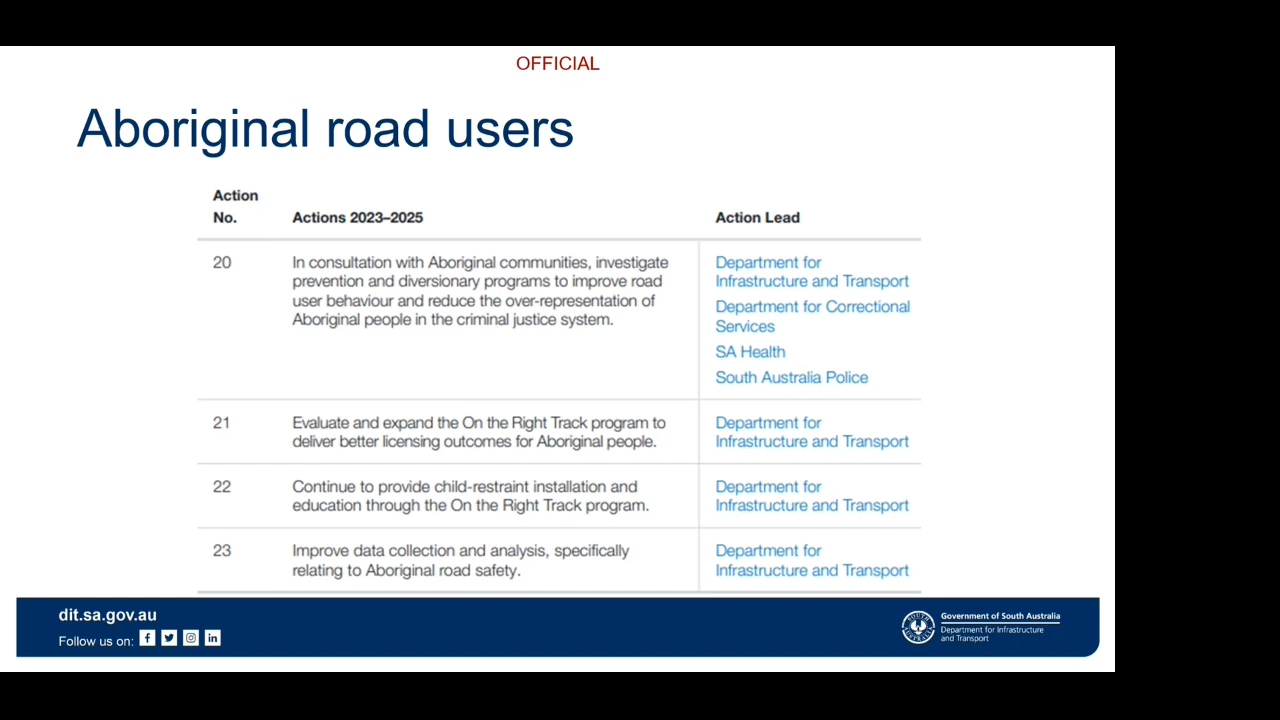 OFFICIAL
Aboriginal road users
Action
No.
Actions 2023–2025
Action Lead
20
In consultation with Aboriginal communities, investigate
prevention and diversionary programs to improve road
user behaviour and reduce the over-representation of
Aboriginal people in the criminal justice system.
Department for
Infrastructure and Transport
Department for Correctional
Services
SA Health
South Australia Police
21
Evaluate and expand the On the Right Track program to
deliver better licensing outcomes for Aboriginal people.
Department for
Infrastructure and Transport
22
Continue to provide child-restraint installation and
education through the On the Right Track program.
Department for
Infrastructure and Transport
23
Improve data collection and analysis, specifically
relating to Aboriginal road safety.
Department for
Infrastructure and Transport
dit.sa.gov.au
Follow us on:
Government of South Australia
Department for Infrastructure
and Transport